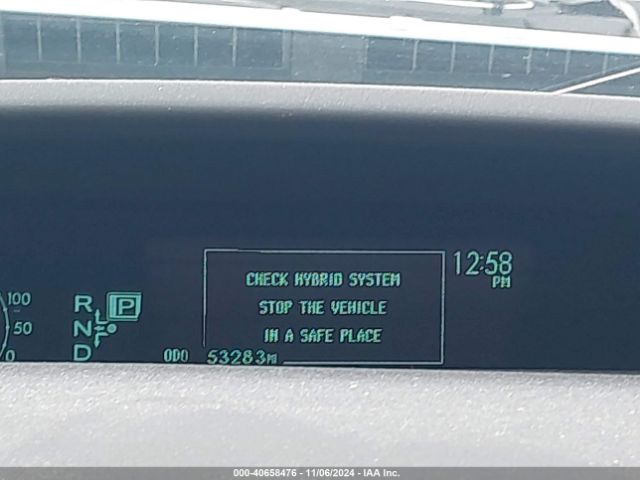 CHECK HYBRID SYSTEM
STOP THE VEHICLE
IN A SAFE PLACE
12:58
PM
100
50
0
R
P
N
D
ODO 53283MI
000-40658476 - 11/06/2024 - IAA Inc.